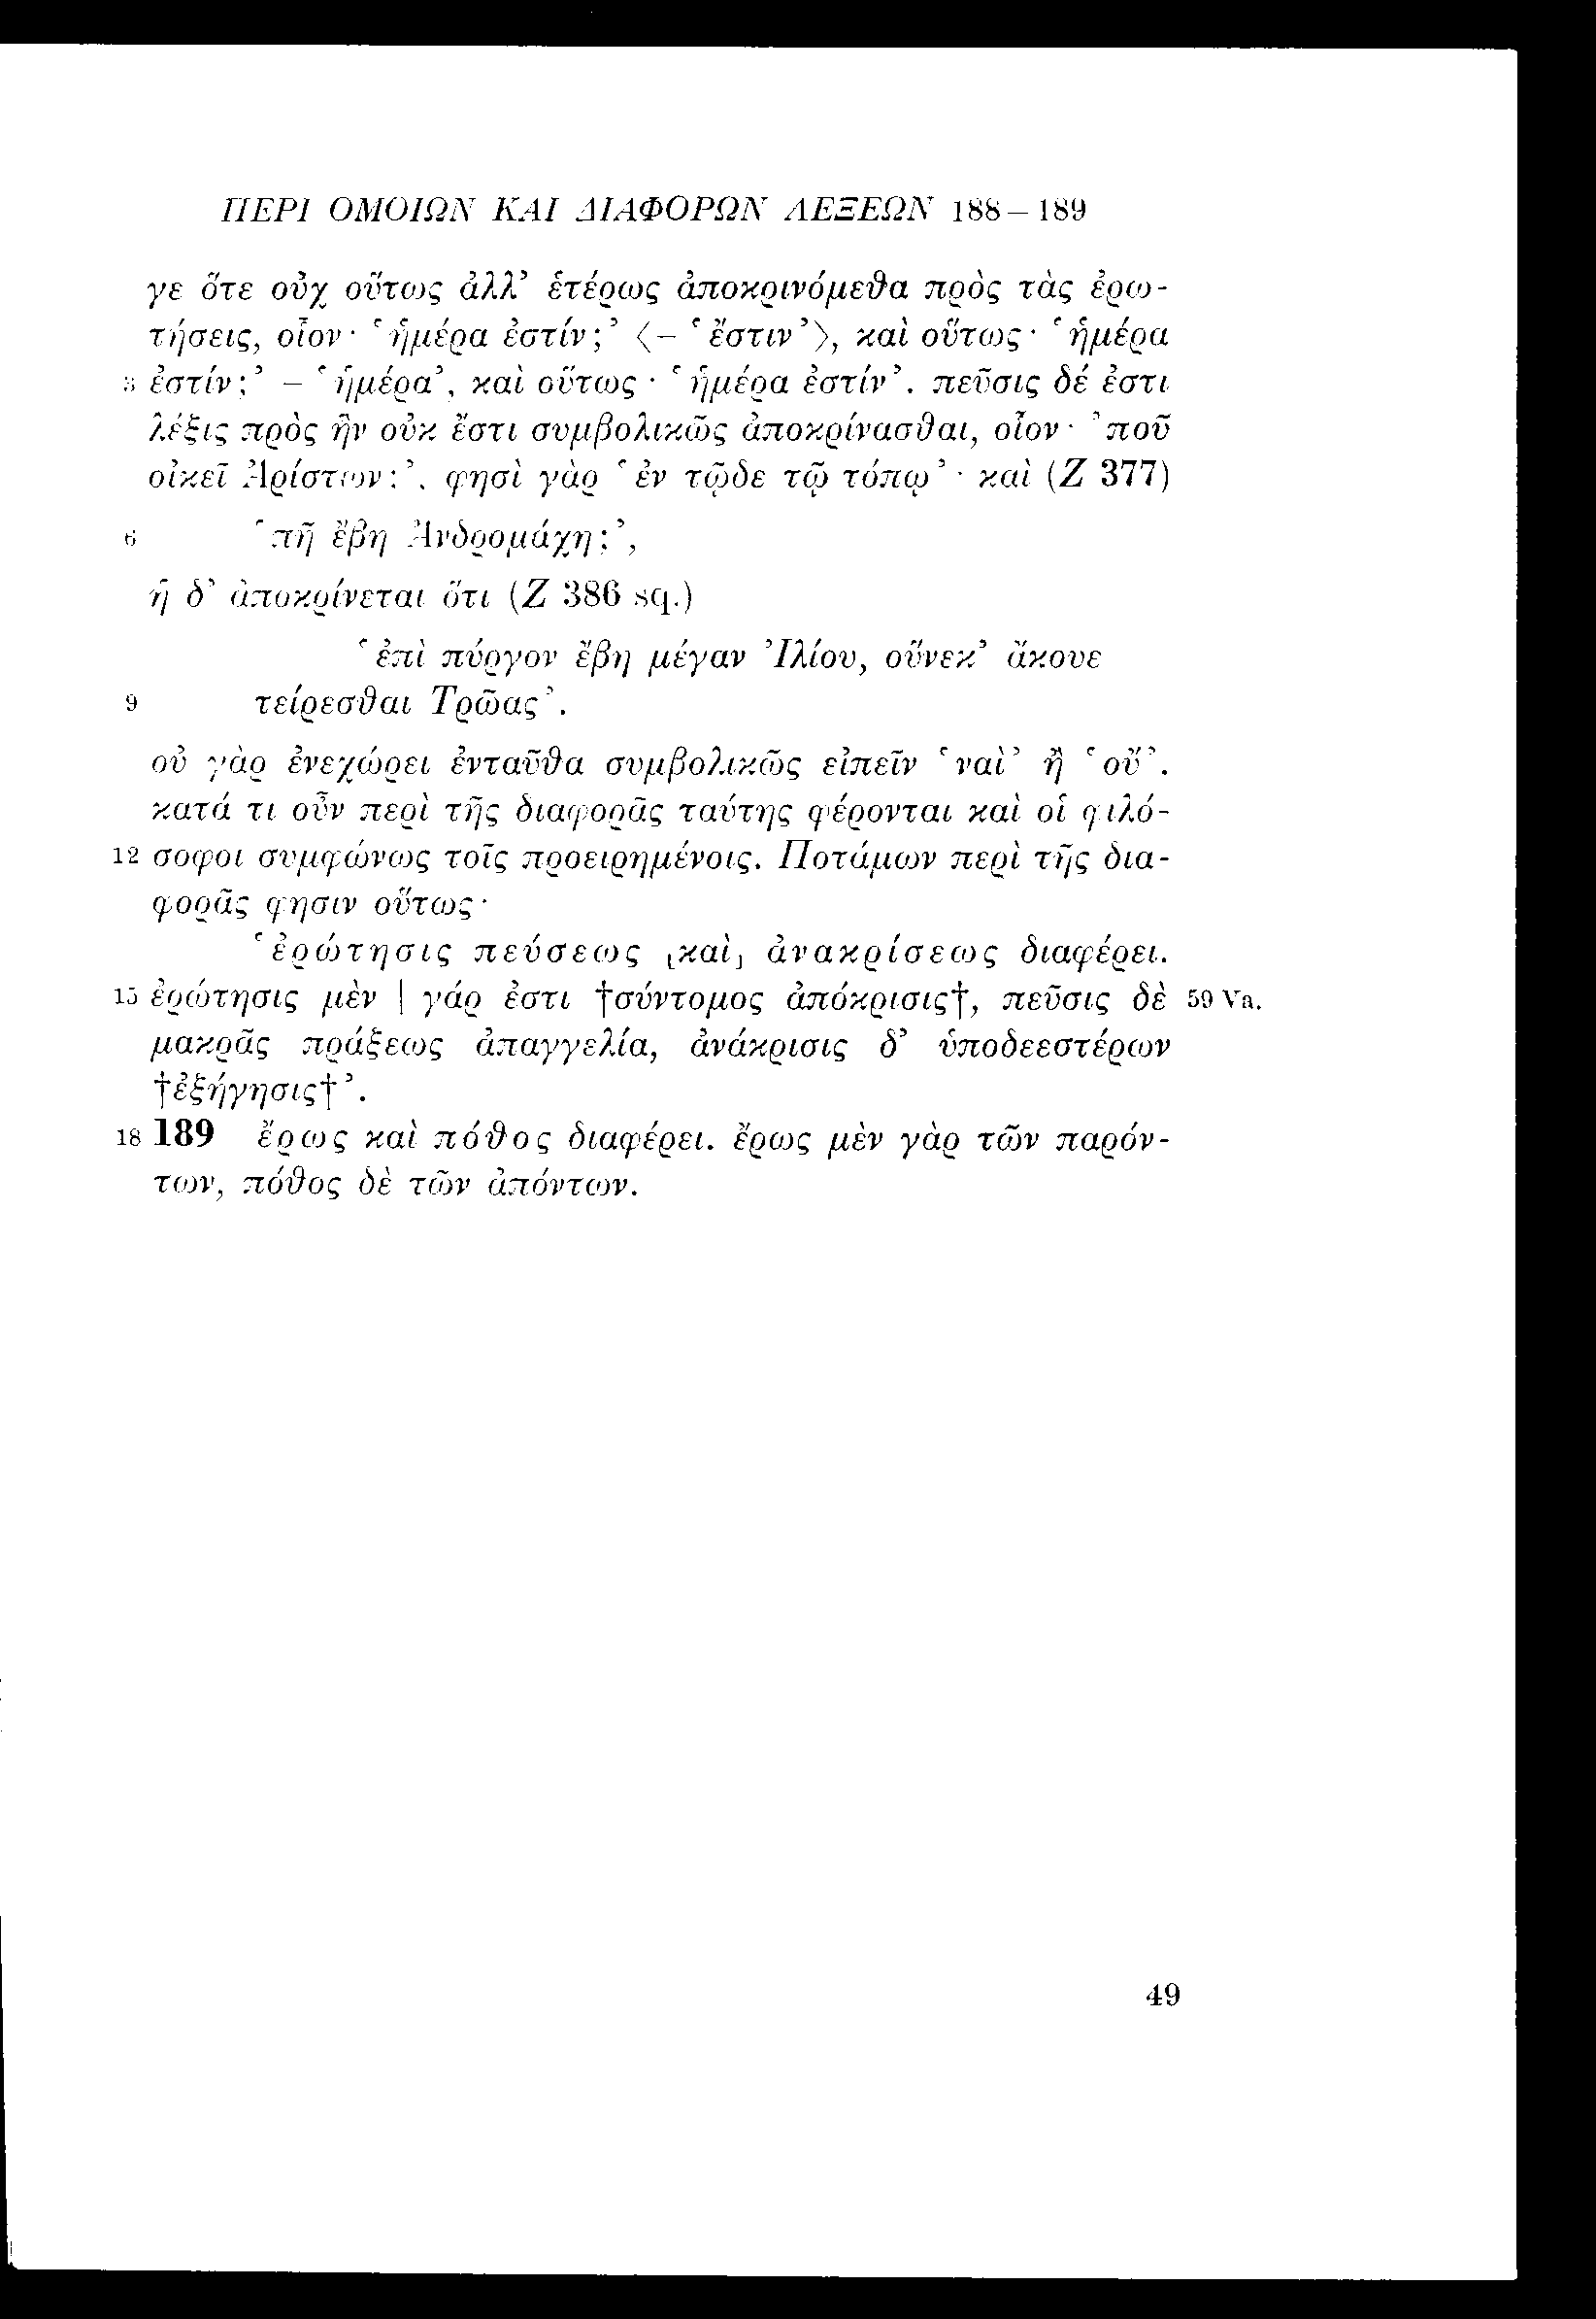 ΠΕΡΙ ΟΜΟΙΩΝ ΚΑΙ ΔΙΑΦΟΡΩΝ ΛΕΞΕΩΝ 188 – 189
γε ὅτε οὐχ οὕτως ἀλλ’ ἑτέρως ἀποκρινόμεθα πρὸς τὰς ἐρω-
τήσεις, οἷον· ‘ἡμέρα ἐστίν;’ ⟨– ‘ἔστιν’⟩, καὶ οὕτως· ‘ἡμέρα
3 ἐστίν;’ – ‘ἡμέρα’, καὶ οὕτως· ‘ἡμέρα ἐστίν’. πεῦσις δέ ἐστι
λέξις πρὸς ἣν οὐκ ἔστι συμβολικῶς ἀποκρίνασθαι, οἷον· ’ποῦ
οἰκεῖ Ἀρίστων;’. φησὶ γὰρ ‘ἐν τῷδε τῷ τόπῳ’· καὶ (Ζ 377)
6 ‘πῆ ἔβη Ἀνδρομάχη;’,
ἡ δ’ ἀποκρίνεται ὅτι (Ζ 386 sq.)
‘ἐπὶ πύργον ἔβη μέγαν Ἰλίου, οὕνεκ’ ἄκουε
9 τείρεσθαι Τρῶας’.
οὐ γὰρ ἐνεχώρει ἐνταῦθα συμβολικῶς εἰπεῖν ‘ναὶ’ ἢ ‘οὔ’.
κατά τι οὖν περὶ τῆς διαφορᾶς ταύτης φέρονται καὶ οἱ φιλό-
12 σοφοι συμφώνως τοῖς προειρημένοις. Ποτάμων περὶ τῆς δια-
φορᾶς φησιν οὕτως·
‘ἐρώτησις πεύσεως ⌊καὶ⌋ ἀνακρίσεως διαφέρει.
15 ἐρώτησις μὲν | γάρ ἐστι †σύντομος ἀπόκρισις†, πεῦσις δὲ 59 Va.
μακρᾶς πράξεως ἀπαγγελία, ἀνάκρισις δ’ ὑποδεεστέρων
†ἐξήγησις†’.
18 189 ἔρως καὶ πόθος διαφέρει. ἔρως μὲν γὰρ τῶν παρόν-
των, πόθος δὲ τῶν ἀπόντων.
49